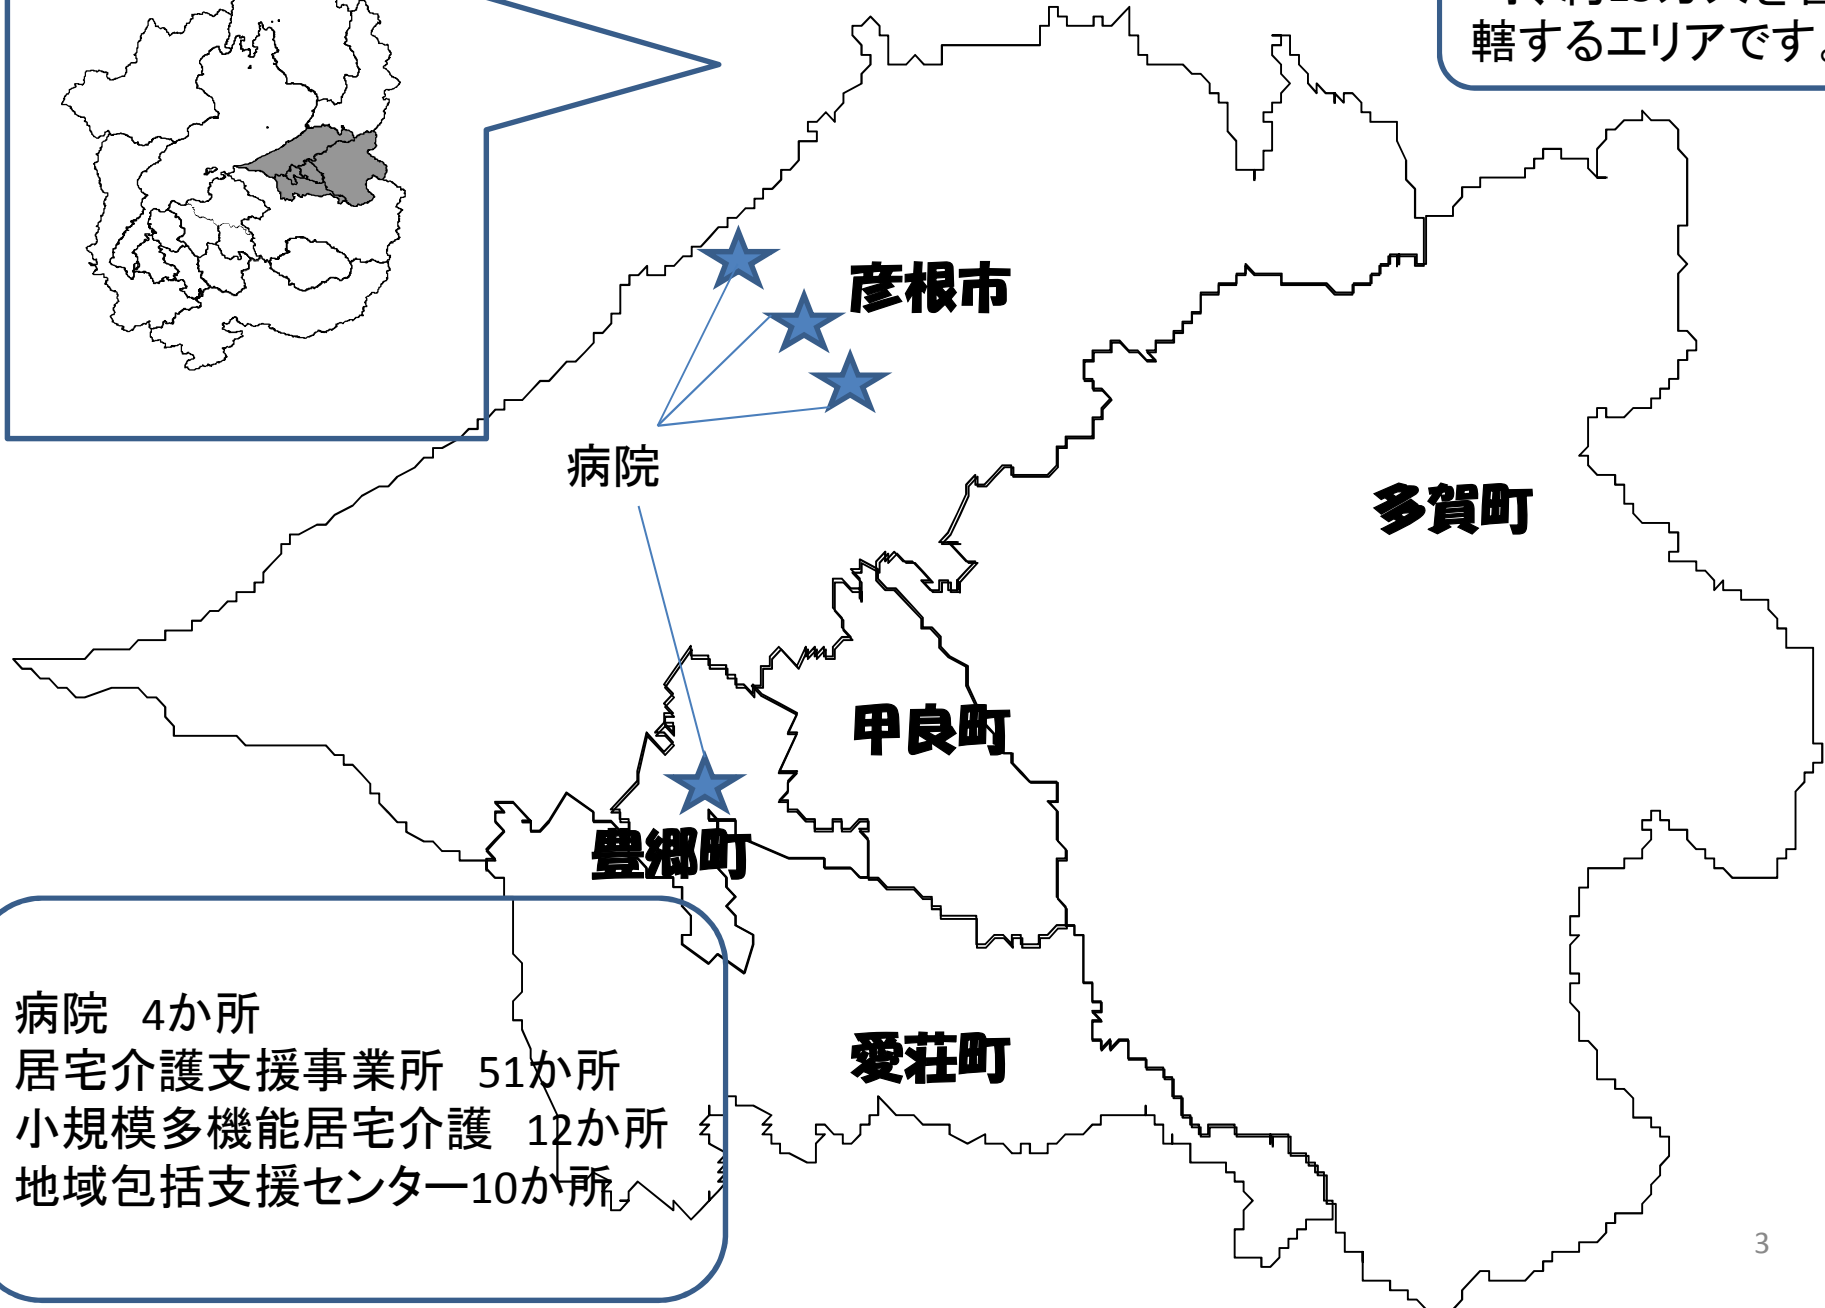 轄するエリアです。
彦根市
病院
多賀町
甲良町
豊郷町
愛荘町
病院　4か所
居宅介護支援事業所　51か所
小規模多機能居宅介護　12か所
地域包括支援センター10か所
3